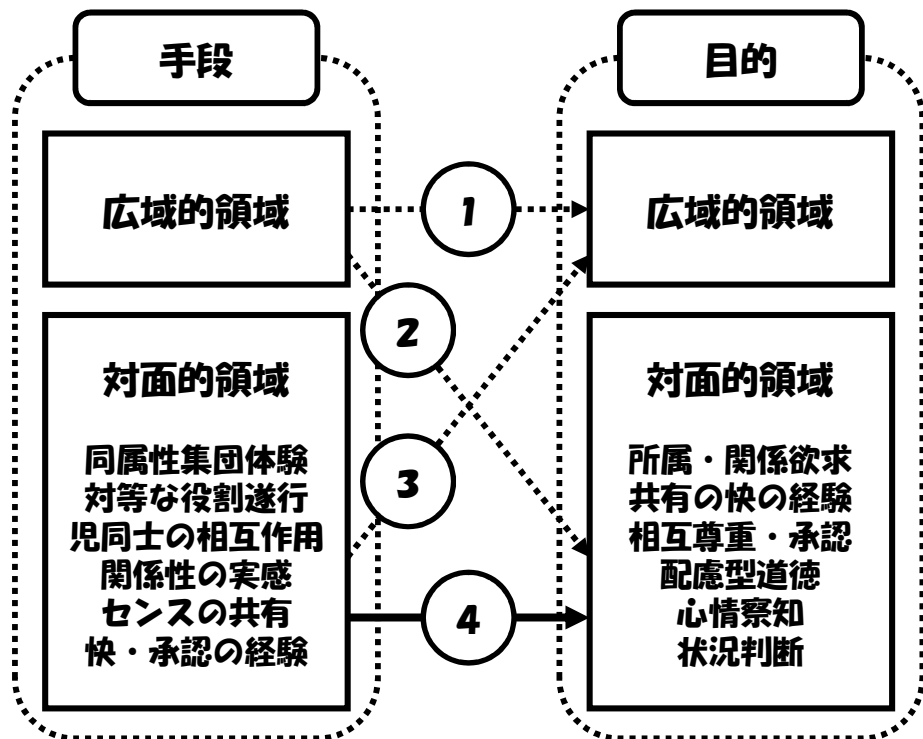 手段
目的
広域的領域
1
広域的領域
2
対面的領域
同属性集団体験
対等な役割遂行
児同士の相互作用
関係性の実感
センスの共有
快・承認の経験
3
4
対面的領域
所属・関係欲求
共有の快の経験
相互尊重・承認
配慮型道徳
心情察知
状況判断